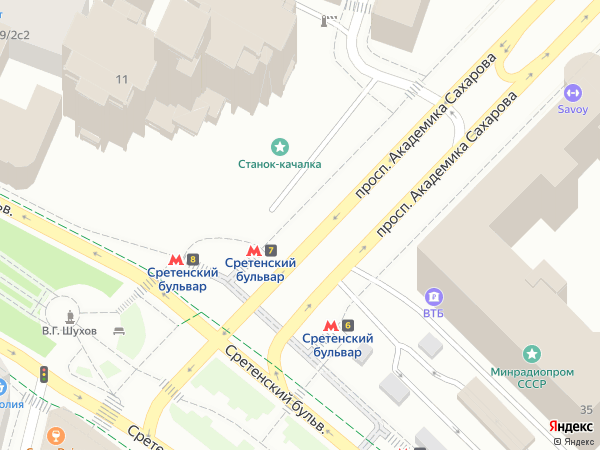 9/2с2
11
Станок-качалка
просп. Академика Сахарова
просп. Академика Сахарова
Savoy
8
Сретенский
бульвар
7
Сретенский
бульвар
6
Сретенский
бульвар
ВТБ
В.Г. Шухов
Сретенский бульв.
Минрадиопром
СССР
35
Яндекс
© Яндекс